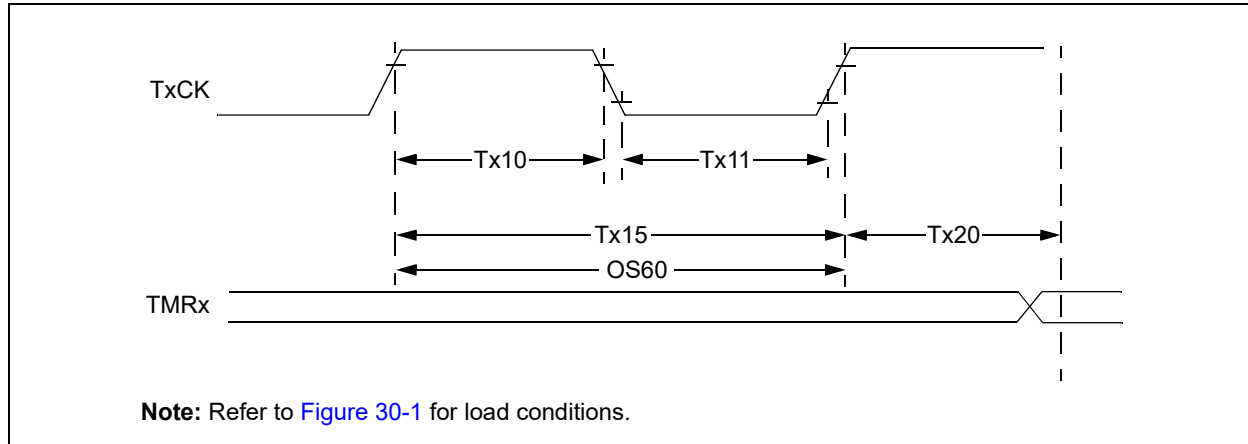 TxCK
Tx10
Tx11
Tx15
Tx20
OS60
TMRx
Note: Refer to Figure 30-1 for load conditions.